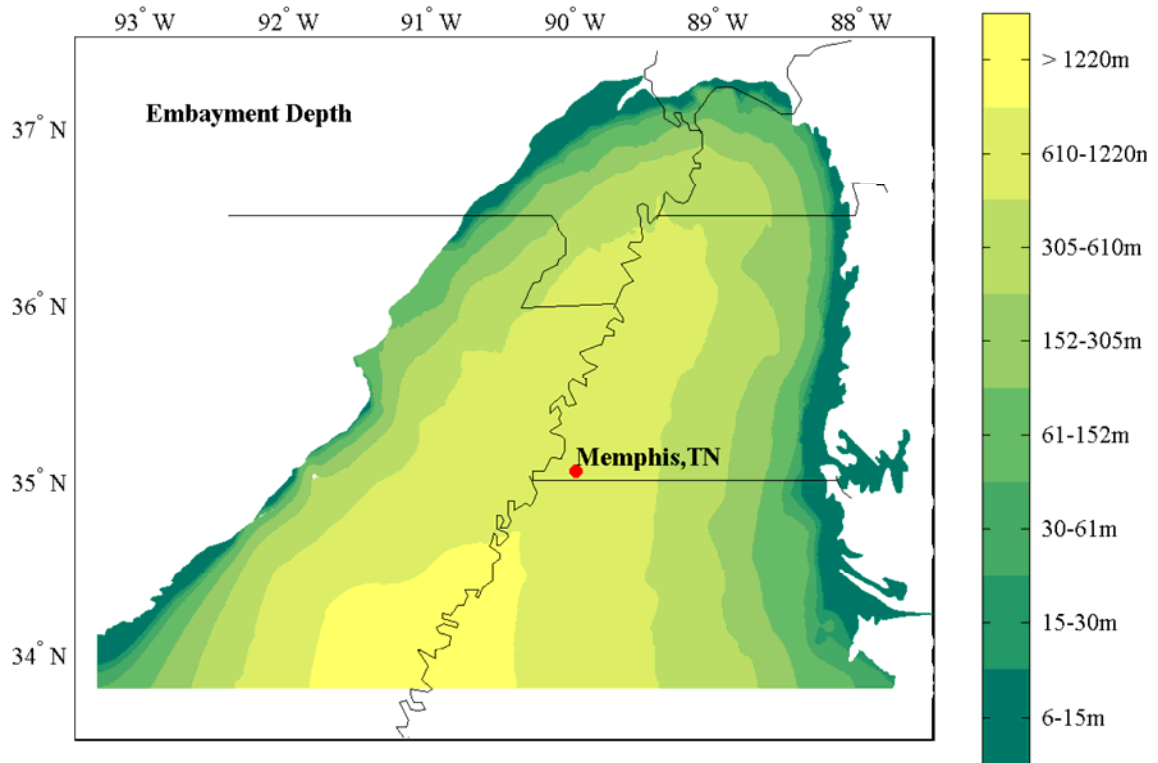 93° W 92° W 91° W 90° W 89° W 88° W
> 1220m
Embayment Depth
37° N
610-1220m
305-610m
36° N
152-305m
61-152m
Memphis,TN
35° N
30-61m
15-30m
34° N
6-15m